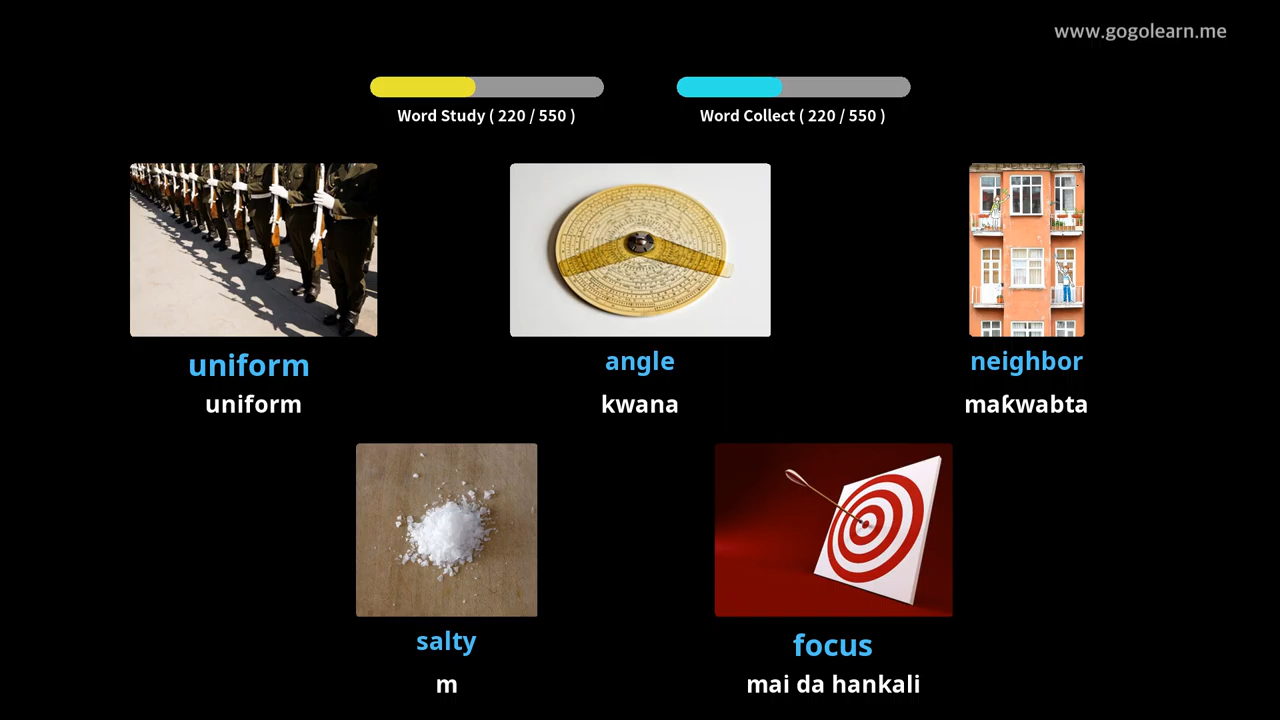 www.gogolearn.me
Word Study ( 220 / 550 )
Word Collect ( 220 / 550 )
uniform
angle
neighbor
uniform
kwana
maƙwabta
salty
focus
m
mai da hankali